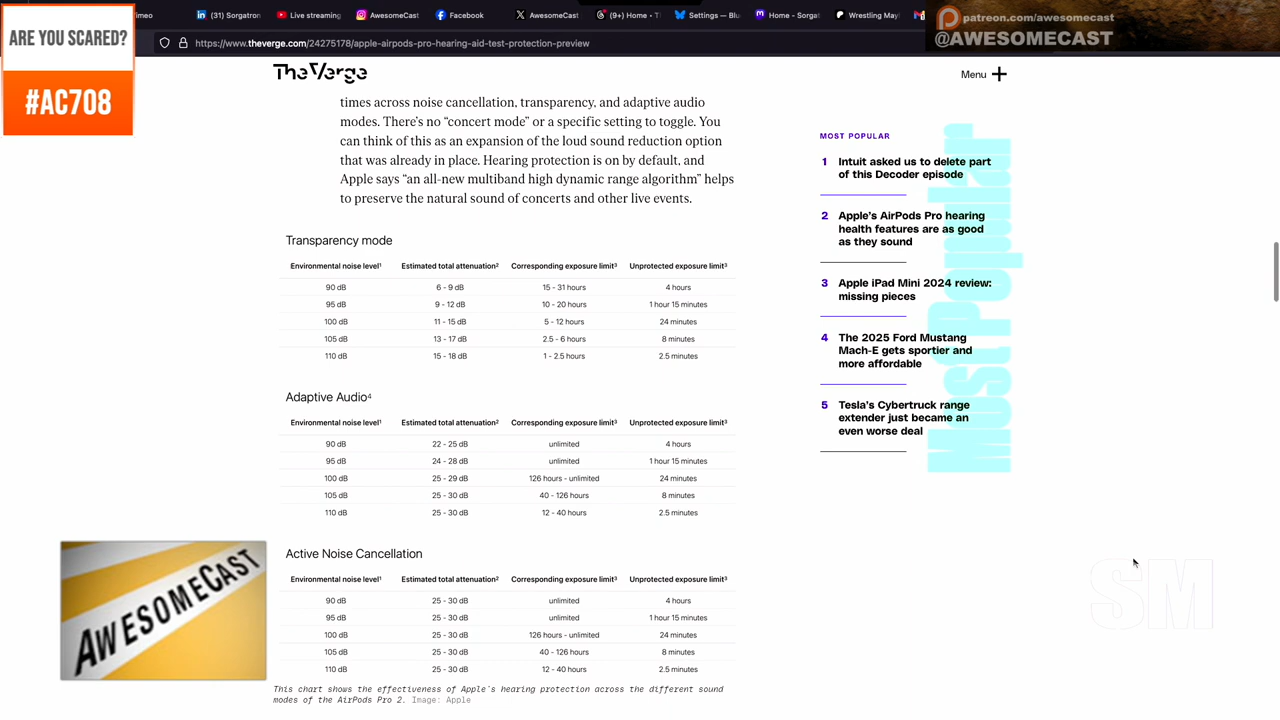 ARE YOU SCARED?
#AC708
imeo
(31) Sorgatron
Live streaming
AwesomeCast
Facebook
AwesomeCast
(9+) Home • Ti
Settings — Blu
Home - Sorgat
Wrestling May
patreon.com/awesomecast
@AWESOMECAST
https://www.theverge.com/24275178/apple-airpods-pro-hearing-aid-test-protection-preview
The Verge
Menu
times across noise cancellation, transparency, and adaptive audio
modes. There's no “concert mode” or a specific setting to toggle. You
can think of this as an expansion of the loud sound reduction option
that was already in place. Hearing protection is on by default, and
Apple says “an all-new multiband high dynamic range algorithm” helps
to preserve the natural sound of concerts and other live events.
Transparency mode
Environmental noise level¹ Estimated total attenuation² Corresponding exposure limit³ Unprotected exposure limit³
90 dB 6 - 9 dB 15 - 31 hours 4 hours
95 dB 9 - 12 dB 10 - 20 hours 1 hour 15 minutes
100 dB 11 - 15 dB 5 - 12 hours 24 minutes
105 dB 13 - 17 dB 2.5 - 6 hours 8 minutes
110 dB 15 - 18 dB 1 - 2.5 hours 2.5 minutes
Adaptive Audio⁴
Environmental noise level¹ Estimated total attenuation² Corresponding exposure limit³ Unprotected exposure limit³
90 dB 22 - 25 dB unlimited 4 hours
95 dB 24 - 28 dB unlimited 1 hour 15 minutes
100 dB 25 - 29 dB 126 hours - unlimited 24 minutes
105 dB 25 - 30 dB 40 - 126 hours 8 minutes
110 dB 25 - 30 dB 12 - 40 hours 2.5 minutes
Active Noise Cancellation
Environmental noise level¹ Estimated total attenuation² Corresponding exposure limit³ Unprotected exposure limit³
90 dB 25 - 30 dB unlimited 4 hours
95 dB 25 - 30 dB unlimited 1 hour 15 minutes
100 dB 25 - 30 dB 126 hours - unlimited 24 minutes
105 dB 25 - 30 dB 40 - 126 hours 8 minutes
110 dB 25 - 30 dB 12 - 40 hours 2.5 minutes
This chart shows the effectiveness of Apple's hearing protection across the different sound
modes of the AirPods Pro 2. Image: Apple
MOST POPULAR
Most Popular
1 Intuit asked us to delete part
of this Decoder episode
2 Apple's AirPods Pro hearing
health features are as good
as they sound
3 Apple iPad Mini 2024 review:
missing pieces
4 The 2025 Ford Mustang
Mach-E gets sportier and
more affordable
5 Tesla's Cybertruck range
extender just became an
even worse deal
AWESOMECAST
SM